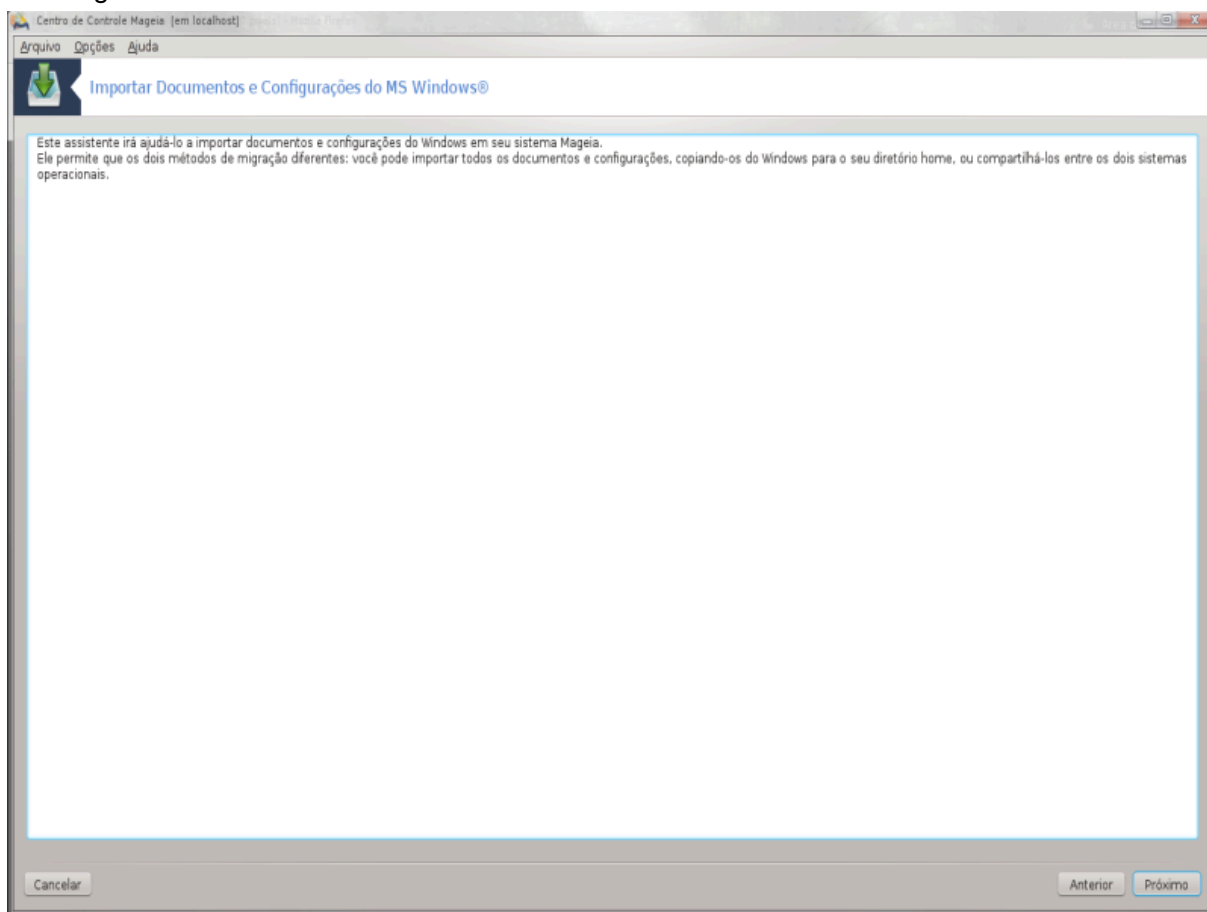 Centro de Controle Mageia [em localhost]
Arquivo Opções Ajuda
Importar Documentos e Configurações do MS Windows®
Este assistente irá ajudá-lo a importar documentos e configurações do Windows em seu sistema Mageia.
Ele permite que os dois métodos de migração diferentes: você pode importar todos os documentos e configurações, copiando-os do Windows para o seu diretório home, ou compartilhá-los entre os dois sistemas
operacionais.
Cancelar Anterior Próximo